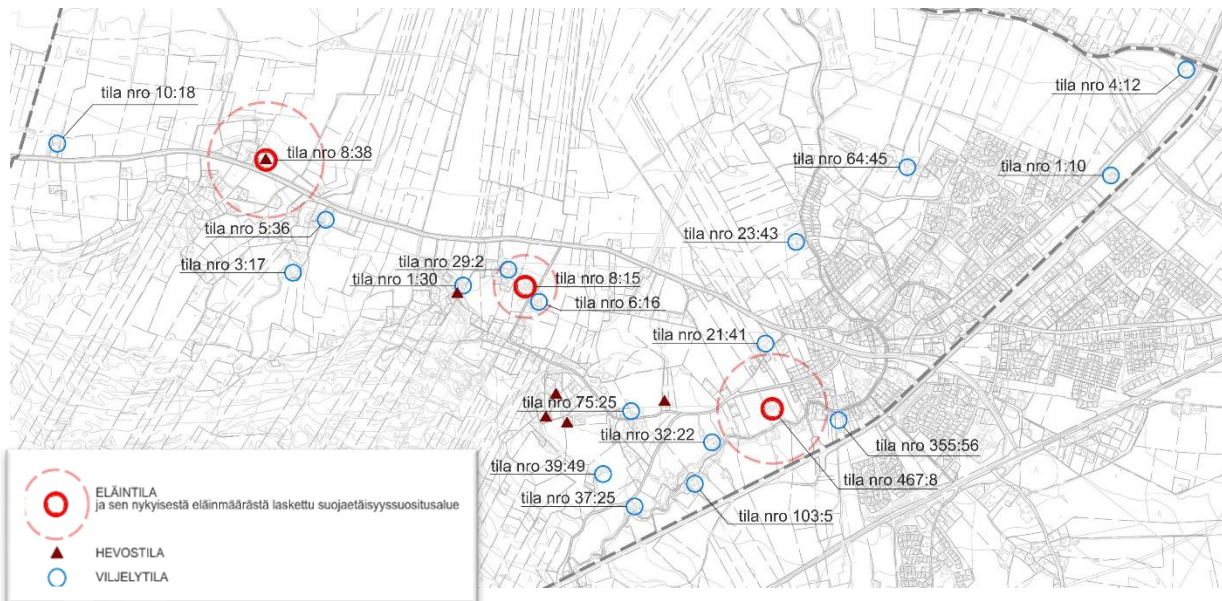 tila nro 4:12
tila nro 10:18
tila nro 8:38
tila nro 64:45
tila nro 1:10
tila nro 5:36
tila nro 23:43
tila nro 3:17
tila nro 29:2
tila nro 1:30
tila nro 8:15
tila nro 6:16
tila nro 21:41
tila nro 75:25
tila nro 32:22
tila nro 355:56
tila nro 39:49
tila nro 467:8
tila nro 37:25
tila nro 103:5
ELÄINTILA
ja sen nykyisestä eläinmäärästä laskettu suojaetäisyyssuositusalue
HEVOSTILA
VILJELYTILA